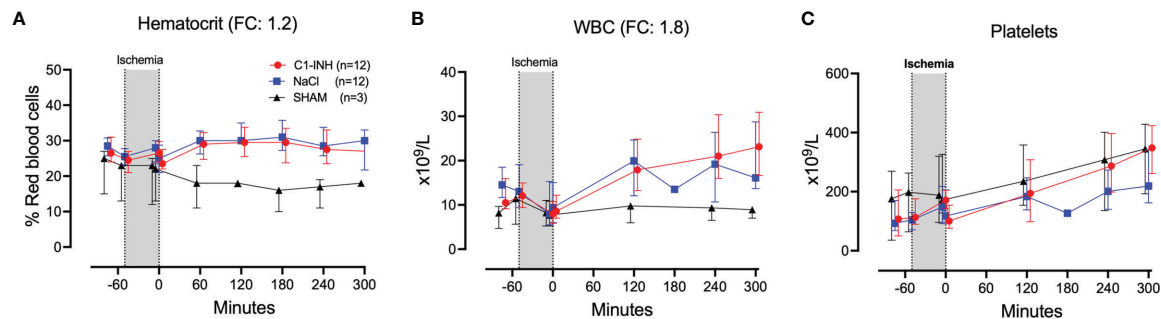 A
Hematocrit (FC: 1.2)
Ischemia
C1-INH (n=12)
NaCl (n=12)
SHAM (n=3)
% Red blood cells
50
40
30
20
10
0
-60 0 60 120 180 240 300
Minutes
B
WBC (FC: 1.8)
Ischemia
x10⁹/L
40
30
20
10
0
-60 0 60 120 180 240 300
Minutes
C
Platelets
Ischemia
x10⁹/L
600
400
200
0
-60 0 60 120 180 240 300
Minutes